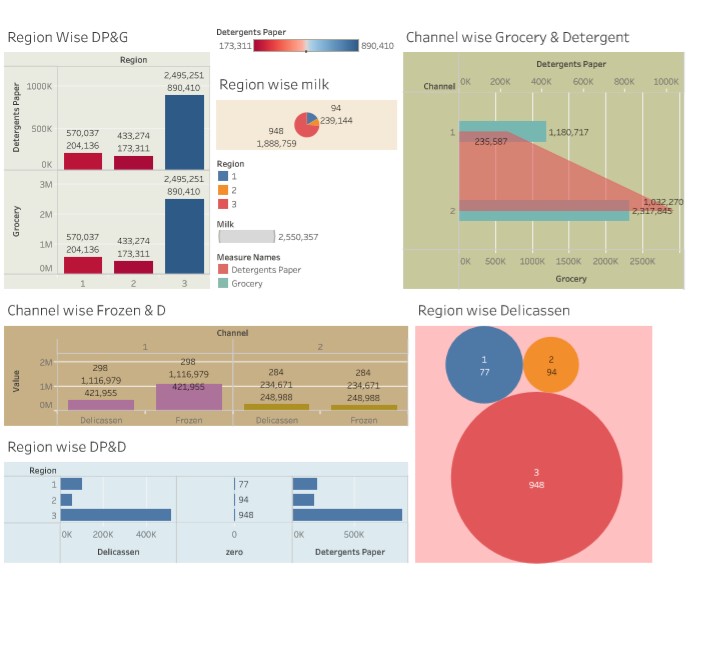 Region Wise DP&G
Region
Detergents Paper
1000K
500K
0K
570,037
204,136
433,274
173,311
2,495,251
890,410
Grocery
3M
2M
1M
0M
570,037
204,136
433,274
173,311
2,495,251
890,410
1 2 3
Detergents Paper
173,311 890,410
Region wise milk
94
239,144
948
1,888,759
Region
1
2
3
Milk
2,550,357
Measure Names
Detergents Paper
Grocery
Channel wise Grocery & Detergent
Detergents Paper
Channel
0K 200K 400K 600K 800K 1000K
1
1,180,717
235,587
1,032,270
2
2,317,845
0K 500K 1000K 1500K 2000K 2500K
Grocery
Channel wise Frozen & D
Channel
1 2
Value
2M
1M
0M
298
1,116,979
421,955
298
1,116,979
421,955
284
234,671
248,988
284
234,671
248,988
Delicassen Frozen Delicassen Frozen
Region wise DP&D
Region
1 77
2 94
3 948
0K 200K 400K 0 0K 500K
Delicassen zero Detergents Paper
Region wise Delicassen
1
77
2
94
3
948